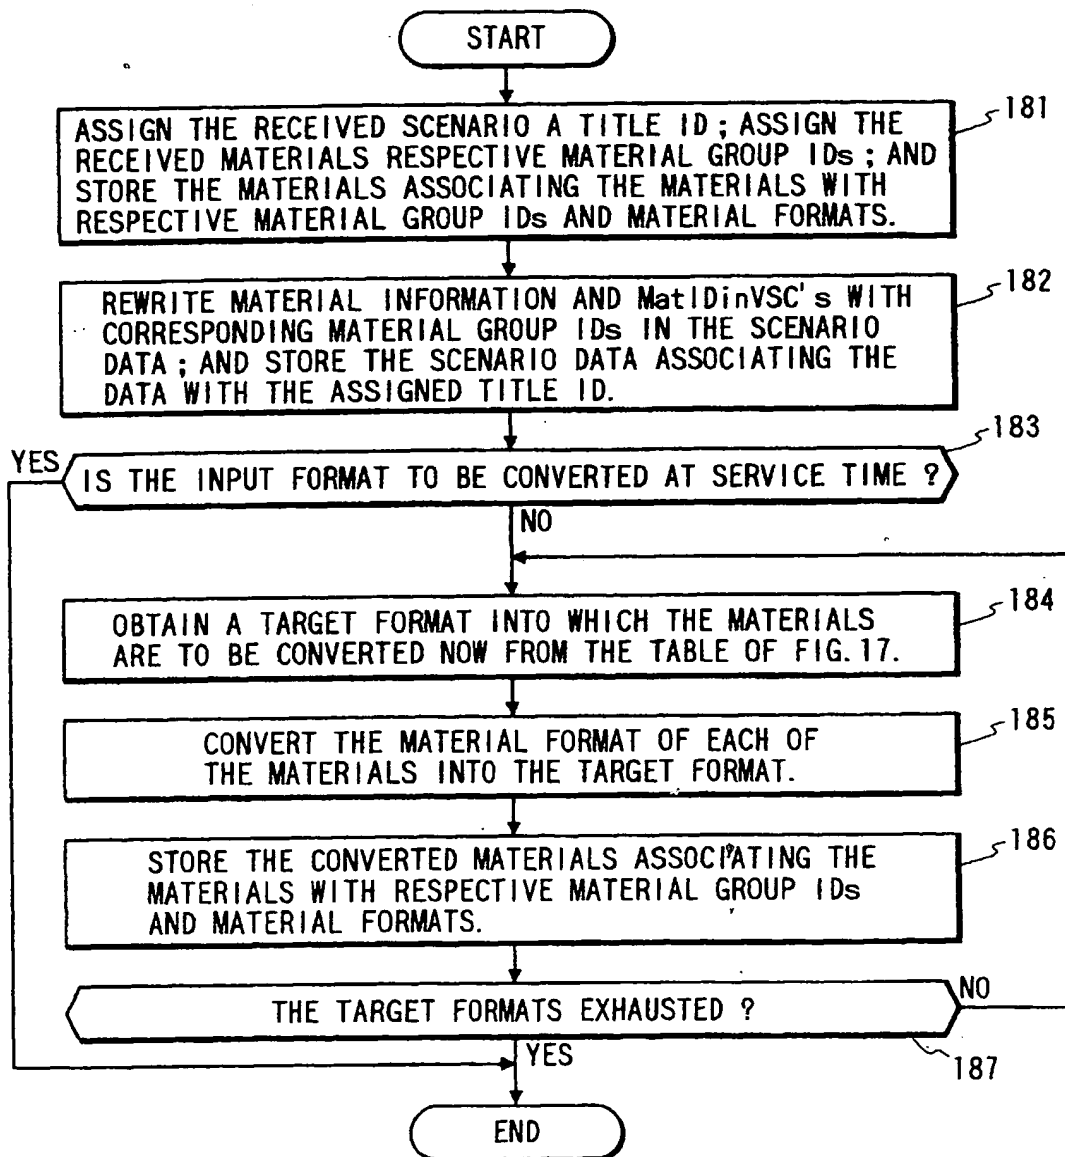 START
181
ASSIGN THE RECEIVED SCENARIO A TITLE ID; ASSIGN THE
RECEIVED MATERIALS RESPECTIVE MATERIAL GROUP IDs; AND
STORE THE MATERIALS ASSOCIATING THE MATERIALS WITH
RESPECTIVE MATERIAL GROUP IDs AND MATERIAL FORMATS.
182
REWRITE MATERIAL INFORMATION AND MatIDinVSC's WITH
CORRESPONDING MATERIAL GROUP IDs IN THE SCENARIO
DATA; AND STORE THE SCENARIO DATA ASSOCIATING THE
DATA WITH THE ASSIGNED TITLE ID.
183
YES
IS THE INPUT FORMAT TO BE CONVERTED AT SERVICE TIME ?
NO
184
OBTAIN A TARGET FORMAT INTO WHICH THE MATERIALS
ARE TO BE CONVERTED NOW FROM THE TABLE OF FIG. 17.
185
CONVERT THE MATERIAL FORMAT OF EACH OF
THE MATERIALS INTO THE TARGET FORMAT.
186
STORE THE CONVERTED MATERIALS ASSOCIATING THE
MATERIALS WITH RESPECTIVE MATERIAL GROUP IDs
AND MATERIAL FORMATS.
THE TARGET FORMATS EXHAUSTED ?
NO
YES
187
END